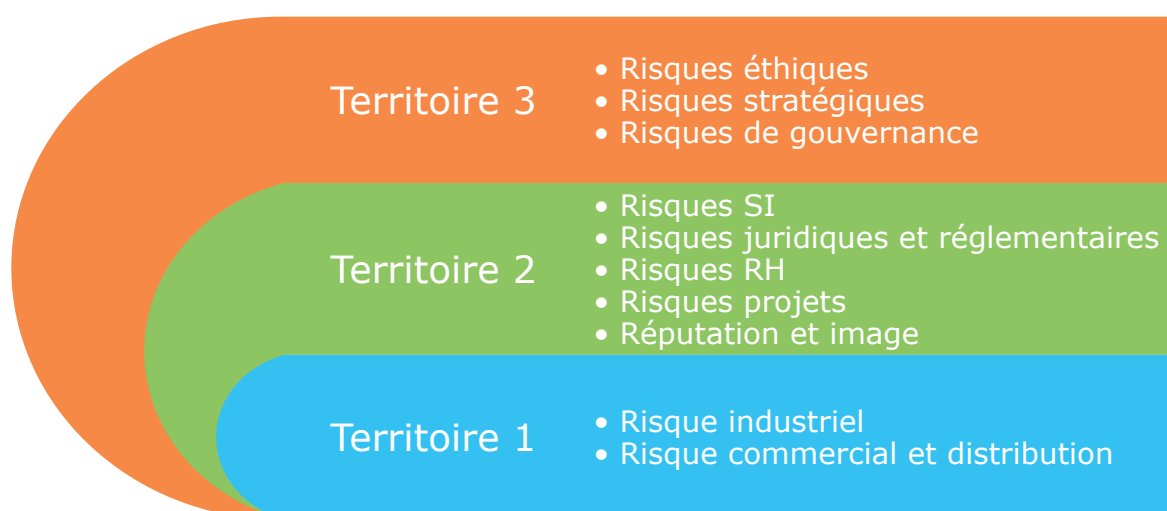 Territoire 3
• Risques éthiques
• Risques stratégiques
• Risques de gouvernance
Territoire 2
• Risques SI
• Risques juridiques et réglementaires
• Risques RH
• Risques projets
• Réputation et image
Territoire 1
• Risque industriel
• Risque commercial et distribution